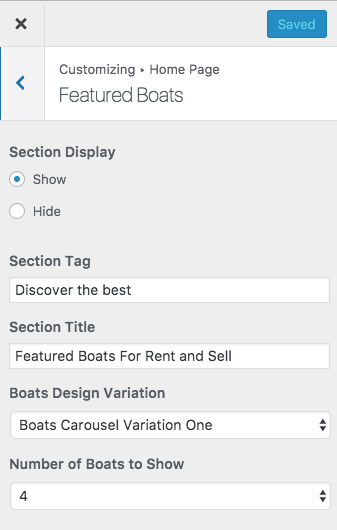 Saved
Customizing ▸ Home Page
Featured Boats
Section Display
Show
Hide
Section Tag
Discover the best
Section Title
Featured Boats For Rent and Sell
Boats Design Variation
Boats Carousel Variation One
Number of Boats to Show
4